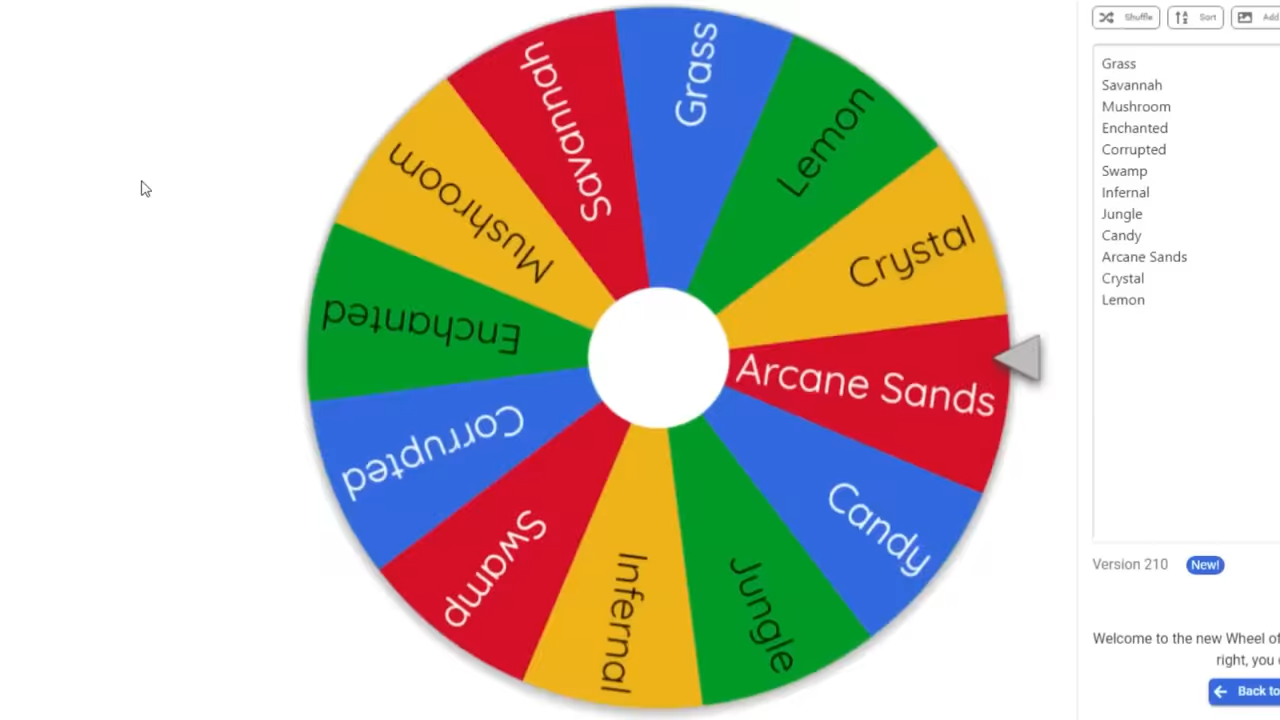 Shuffle
Sort
Add
Grass
Savannah
Mushroom
Enchanted
Corrupted
Swamp
Infernal
Jungle
Candy
Arcane Sands
Crystal
Lemon
Grass
Savannah
Mushroom
Enchanted
Corrupted
Swamp
Infernal
Jungle
Candy
Arcane Sands
Crystal
Lemon
Version 210 New!
Welcome to the new Wheel of
right, you
Back to